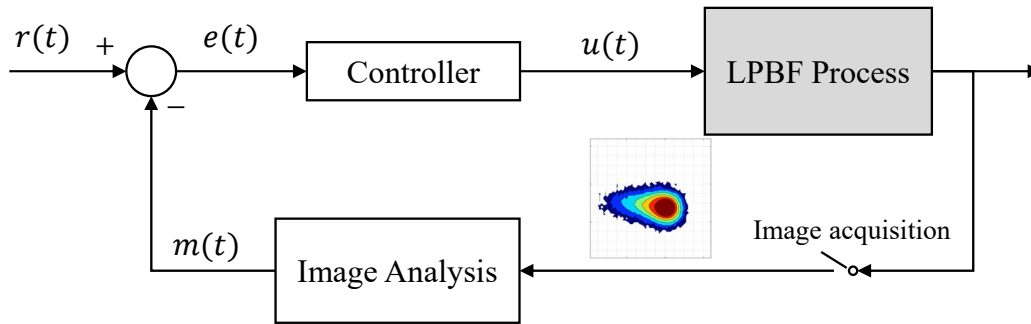 r(t)
+
e(t)
Controller
u(t)
LPBF Process
−
Image acquisition
m(t)
Image Analysis